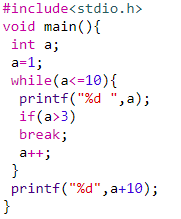 #include<stdio.h>
void main(){
 int a;
 a=1;
 while(a<=10){
  printf("%d ",a);
  if(a>3)
  break;
  a++;
 }
 printf("%d",a+10);
}